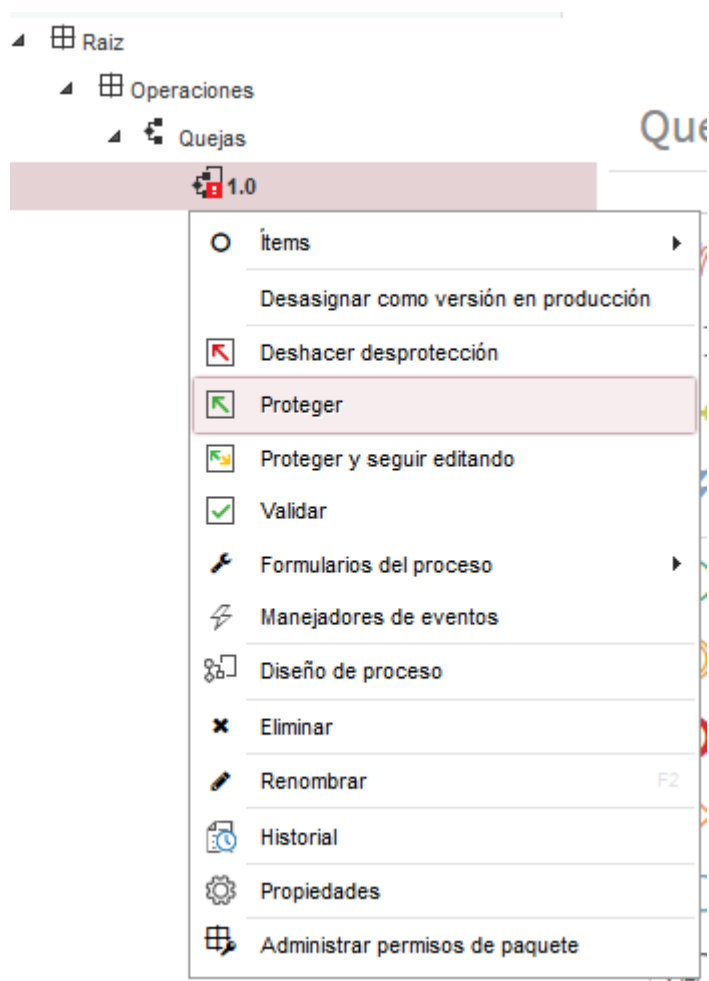 Raiz
Operaciones
Quejas
Que
1.0
Ítems
Desasignar como versión en producción
Deshacer desprotección
Proteger
Proteger y seguir editando
Validar
Formularios del proceso
Manejadores de eventos
Diseño de proceso
Eliminar
Renombrar F2
Historial
Propiedades
Administrar permisos de paquete